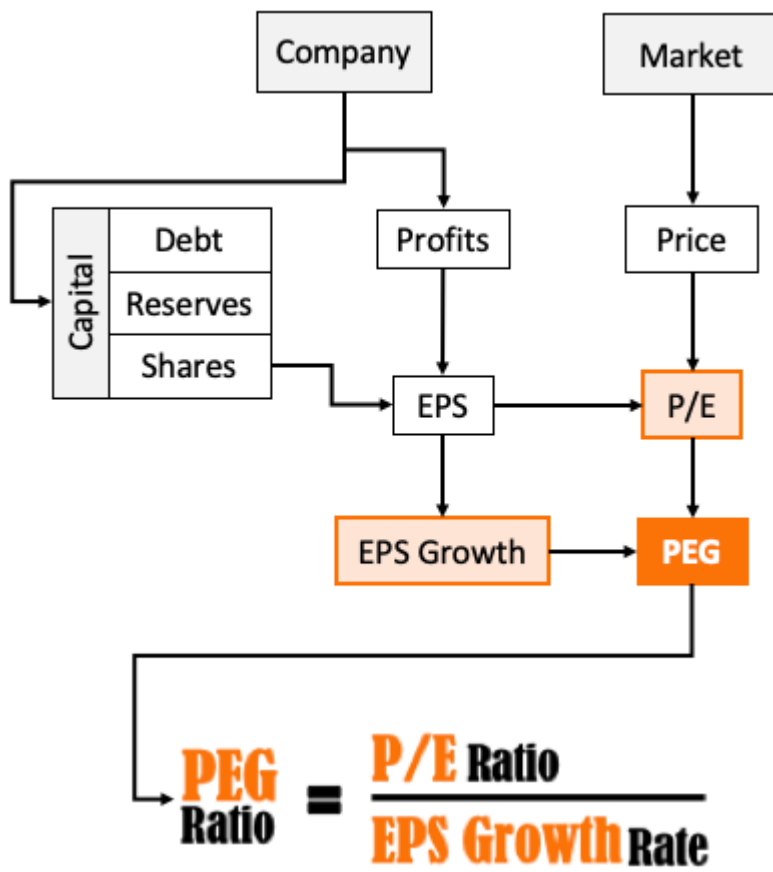 Company
Market
Capital
Debt
Reserves
Shares
Profits
Price
EPS
P/E
EPS Growth
PEG
PEG Ratio = P/E Ratio
EPS Growth Rate